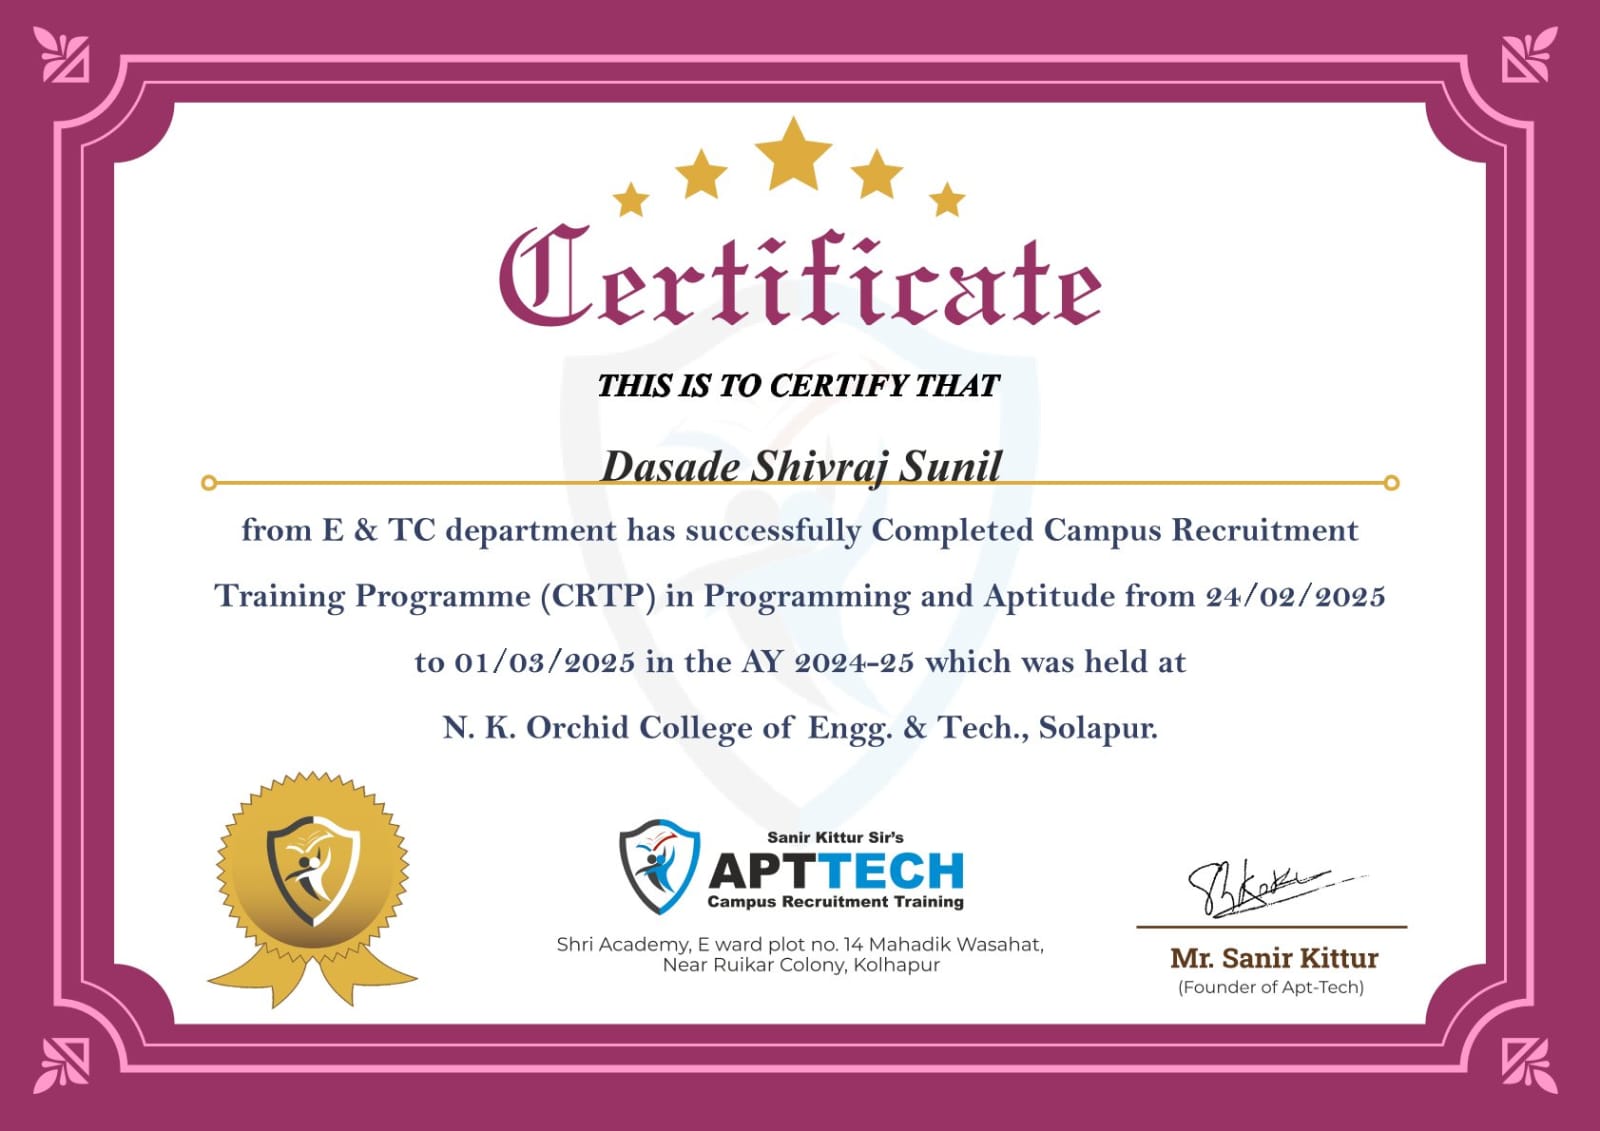 Certificate
THIS IS TO CERTIFY THAT
Dasade Shivraj Sunil
from E & TC department has successfully Completed Campus Recruitment
Training Programme (CRTP) in Programming and Aptitude from 24/02/2025
to 01/03/2025 in the AY 2024-25 which was held at
N. K. Orchid College of Engg. & Tech., Solapur.
Sanir Kittur Sir's
APTTECH
Campus Recruitment Training
Shri Academy, E ward plot no. 14 Mahadik Wasahat,
Near Ruikar Colony, Kolhapur
Mr. Sanir Kittur
(Founder of Apt-Tech)